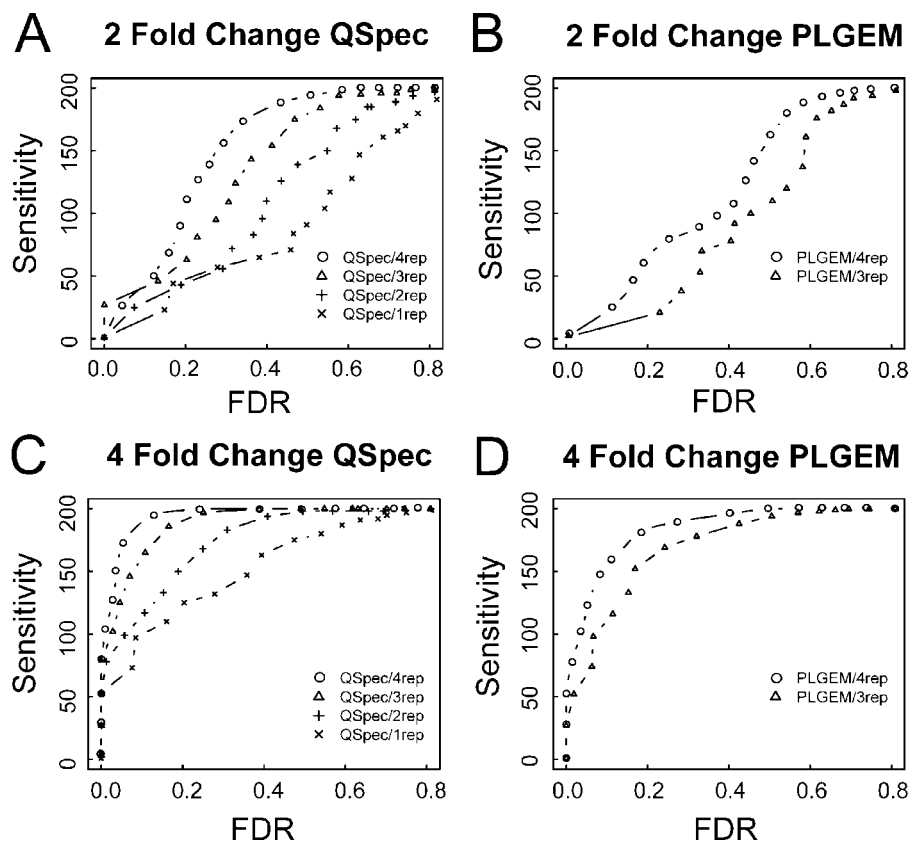 A 2 Fold Change QSpec
Sensitivity
0 50 100 150 200
0.0 0.2 0.4 0.6 0.8
FDR
QSpec/4rep
QSpec/3rep
QSpec/2rep
QSpec/1rep
B 2 Fold Change PLGEM
Sensitivity
0 50 100 150 200
0.0 0.2 0.4 0.6 0.8
FDR
PLGEM/4rep
PLGEM/3rep
C 4 Fold Change QSpec
Sensitivity
0 50 100 150 200
0.0 0.2 0.4 0.6 0.8
FDR
QSpec/4rep
QSpec/3rep
QSpec/2rep
QSpec/1rep
D 4 Fold Change PLGEM
Sensitivity
0 50 100 150 200
0.0 0.2 0.4 0.6 0.8
FDR
PLGEM/4rep
PLGEM/3rep